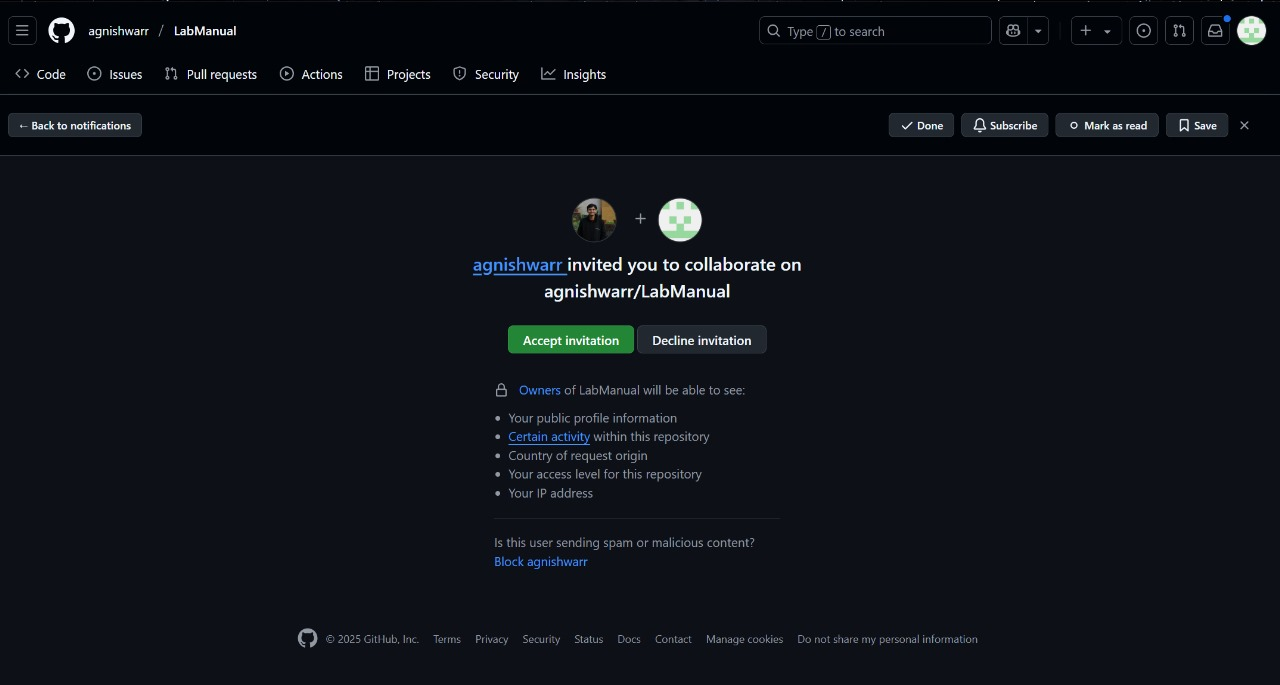 agnishwarr / LabManual
Type / to search
Code Issues Pull requests Actions Projects Security Insights
← Back to notifications
Done Subscribe Mark as read Save
agnishwarr invited you to collaborate on
agnishwarr/LabManual
Accept invitation Decline invitation
Owners of LabManual will be able to see:
• Your public profile information
• Certain activity within this repository
• Country of request origin
• Your access level for this repository
• Your IP address
Is this user sending spam or malicious content?
Block agnishwarr
© 2025 GitHub, Inc. Terms Privacy Security Status Docs Contact Manage cookies Do not share my personal information